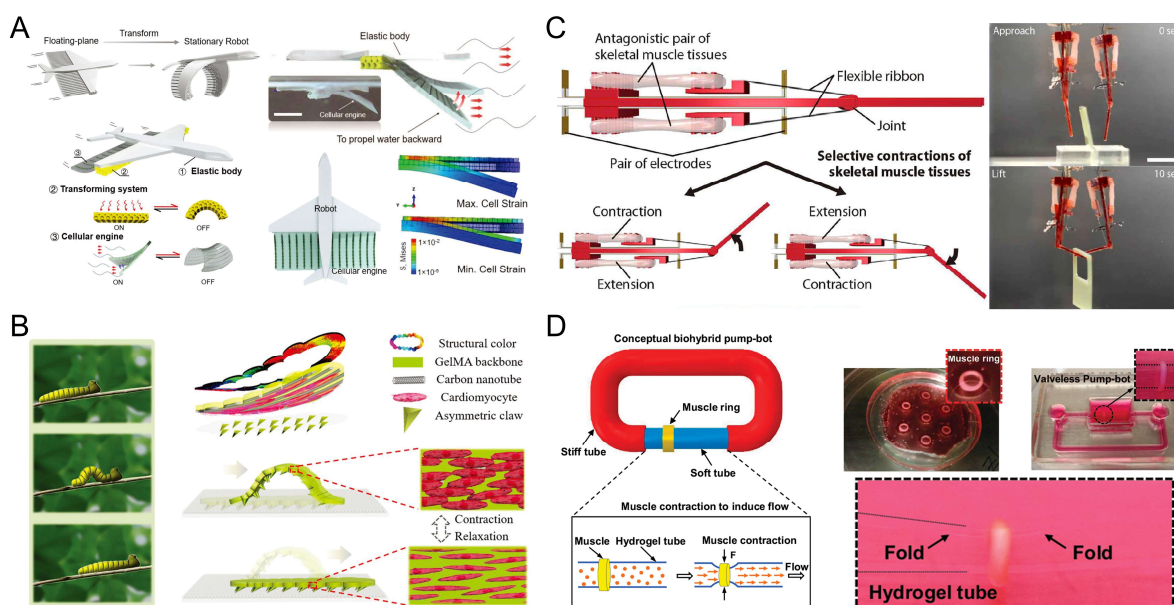 A
Floating-plane
Transform
Stationary Robot
Elastic body
Cellular engine
To propel water backward
③
②
① Elastic body
② Transforming system
ON
OFF
③ Cellular engine
ON
OFF
Robot
Cellular engine
Z
Y
Max. Cell Strain
S, Mises
1×10⁻²
1×10⁻⁶
Min. Cell Strain
B
Structural color
GelMA backbone
Carbon nanotube
Cardiomyocyte
Asymmetric claw
Contraction
Relaxation
C
Antagonistic pair of
skeletal muscle tissues
Flexible ribbon
Joint
Pair of electrodes
Selective contractions of
skeletal muscle tissues
Contraction
Extension
Extension
Contraction
Approach
0 sec
Lift
10 sec
D
Conceptual biohybrid pump-bot
Muscle ring
Stiff tube
Soft tube
Muscle contraction to induce flow
Muscle
Hydrogel tube
Muscle contraction
F
Flow
Muscle ring
Valveless Pump-bot
Fold
Fold
Hydrogel tube